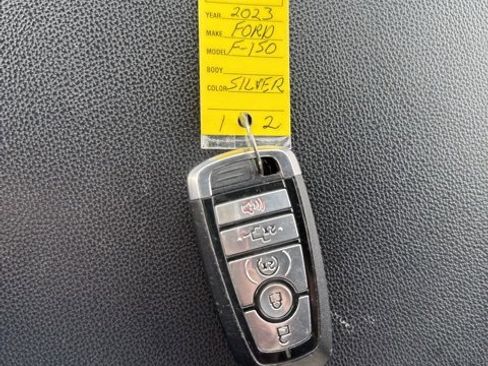 YEAR 2023
MAKE FORD
MODEL F-150
BODY
COLOR SILVER
1 2